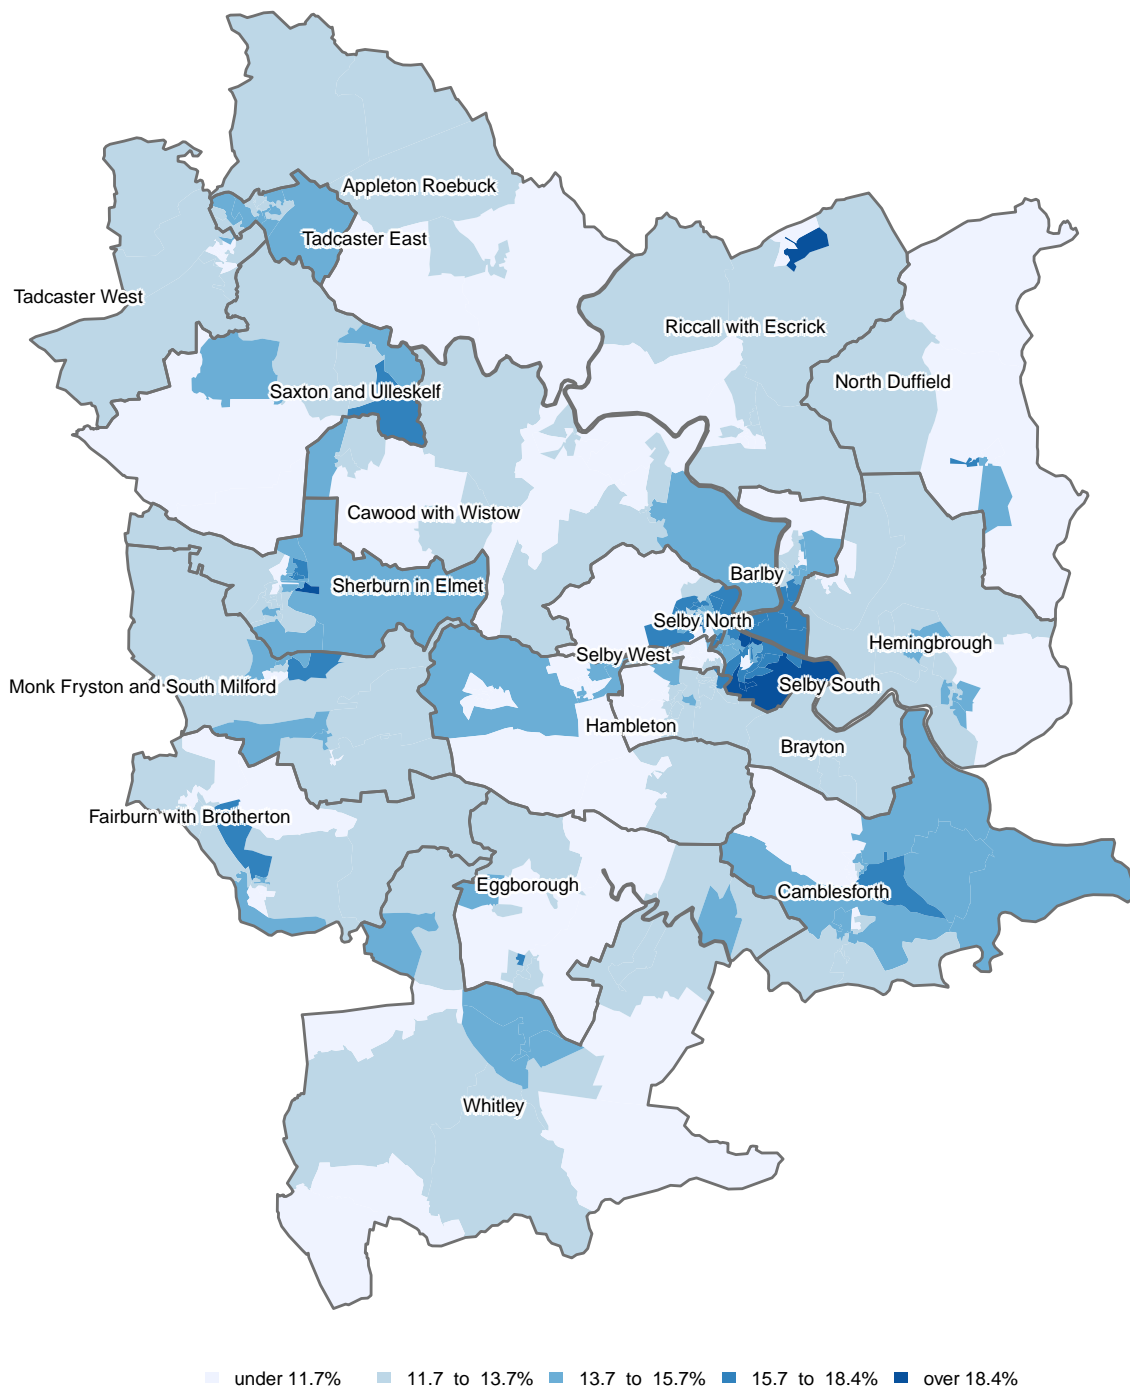 Appleton Roebuck
Tadcaster East
Tadcaster West
Riccall with Escrick
North Duffield
Saxton and Ulleskelf
Cawood with Wistow
Barlby
Sherburn in Elmet
Selby North
Hemingbrough
Selby West
Monk Fryston and South Milford
Selby South
Hambleton
Brayton
Fairburn with Brotherton
Eggborough
Camblesforth
Whitley
under 11.7%
11.7 to 13.7%
13.7 to 15.7%
15.7 to 18.4%
over 18.4%